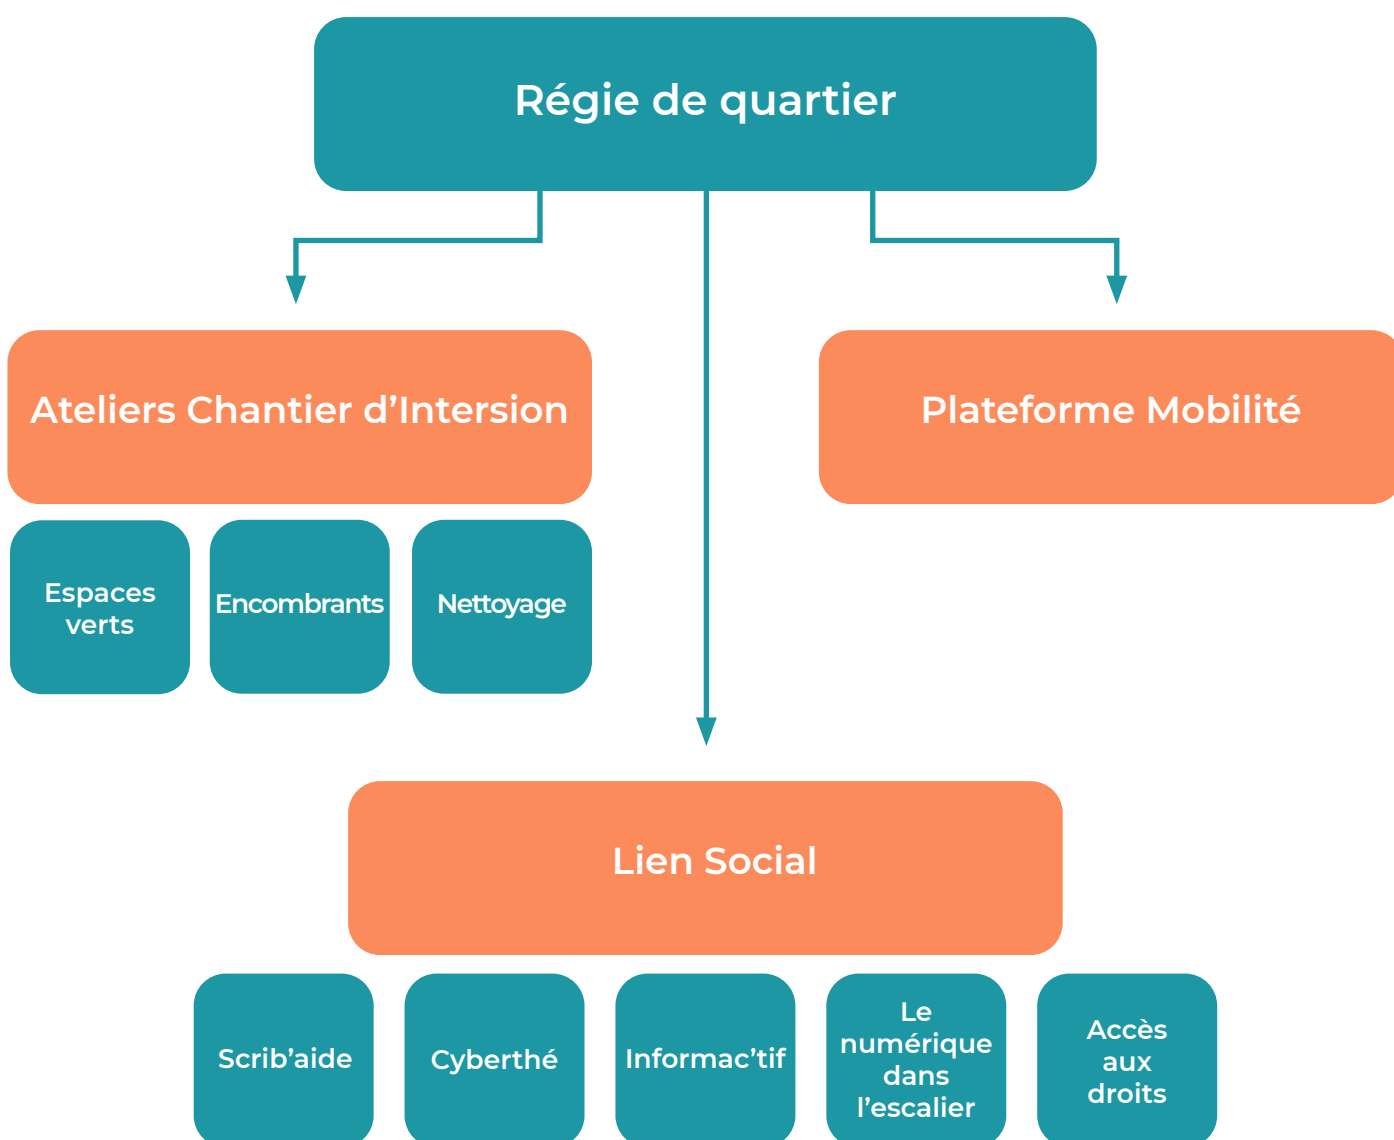 Régie de quartier
Ateliers Chantier d’Intersion
Plateforme Mobilité
Espaces
verts
Encombrants
Nettoyage
Lien Social
Scrib’aide
Cyberthé
Informac’tif
Le
numérique
dans
l’escalier
Accès
aux
droits